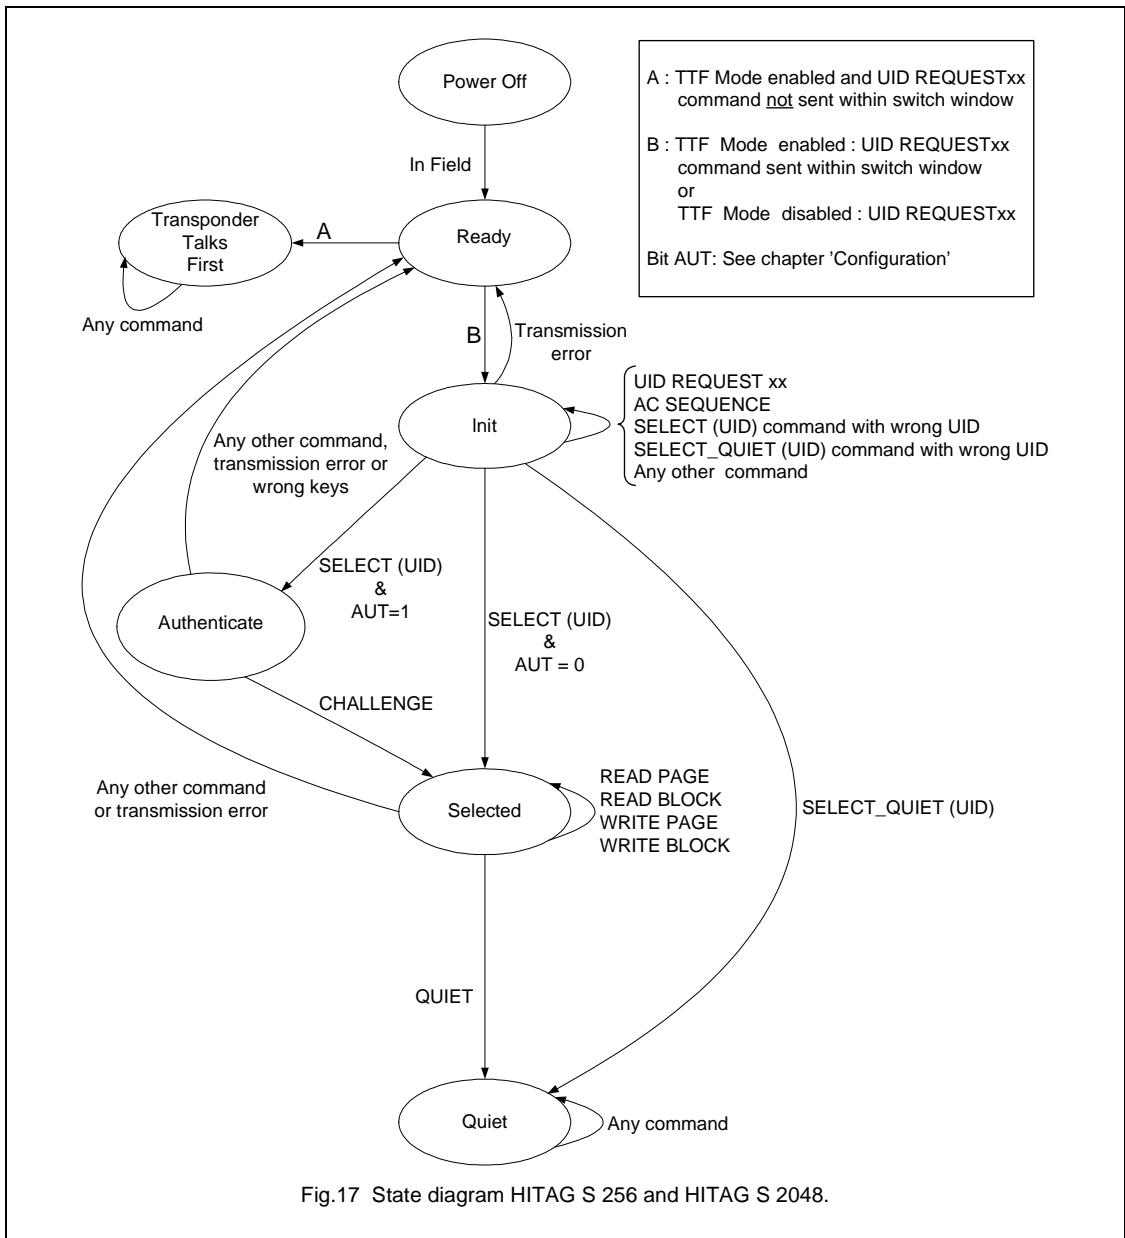 Power Off
A : TTF Mode enabled and UID REQUESTxx
command not sent within switch window
B : TTF Mode enabled : UID REQUESTxx
command sent within switch window
or
TTF Mode disabled : UID REQUESTxx
Bit AUT: See chapter 'Configuration'
In Field
Transponder
Talks
First
A
Ready
Any command
B
Transmission
error
Init
UID REQUEST xx
AC SEQUENCE
SELECT (UID) command with wrong UID
SELECT_QUIET (UID) command with wrong UID
Any other command
Any other command,
transmission error or
wrong keys
SELECT (UID)
&
AUT=1
SELECT (UID)
&
AUT = 0
Authenticate
CHALLENGE
Any other command
or transmission error
Selected
READ PAGE
READ BLOCK
WRITE PAGE
WRITE BLOCK
SELECT_QUIET (UID)
QUIET
Quiet
Any command
Fig.17 State diagram HITAG S 256 and HITAG S 2048.